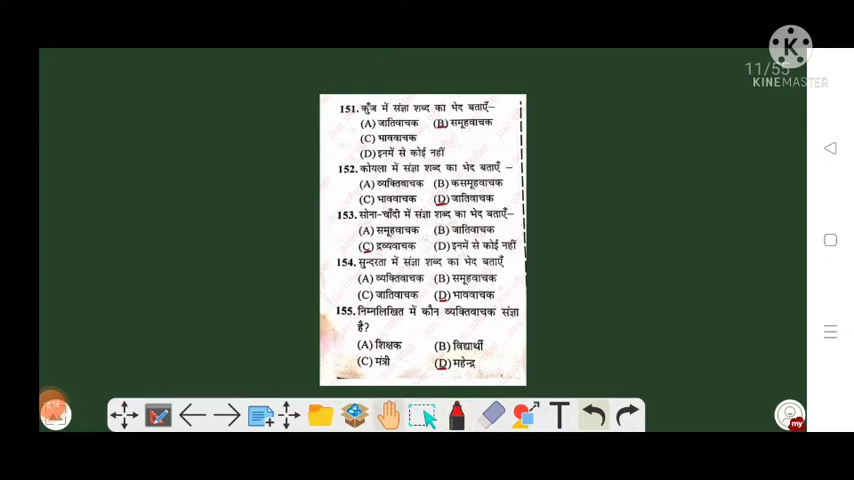 11/55
KINEMASTER
151. कुँज में संज्ञा शब्द का भेद बताएँ–
(A) जातिवाचक (B) समूहवाचक
(C) भाववाचक
(D) इनमें से कोई नहीं
152. कोयला में संज्ञा शब्द का भेद बताएँ –
(A) व्यक्तिवाचक (B) कसमूहवाचक
(C) भाववाचक (D) जातिवाचक
153. सोना-चाँदी में संज्ञा शब्द का भेद बताएँ–
(A) समूहवाचक (B) जातिवाचक
(C) द्रव्यवाचक (D) इनमें से कोई नहीं
154. सुन्दरता में संज्ञा शब्द का भेद बताएँ
(A) व्यक्तिवाचक (B) समूहवाचक
(C) जातिवाचक (D) भाववाचक
155. निम्नलिखित में कौन व्यक्तिवाचक संज्ञा
है?
(A) शिक्षक (B) विद्यार्थी
(C) मंत्री (D) महेन्द्र
T
my